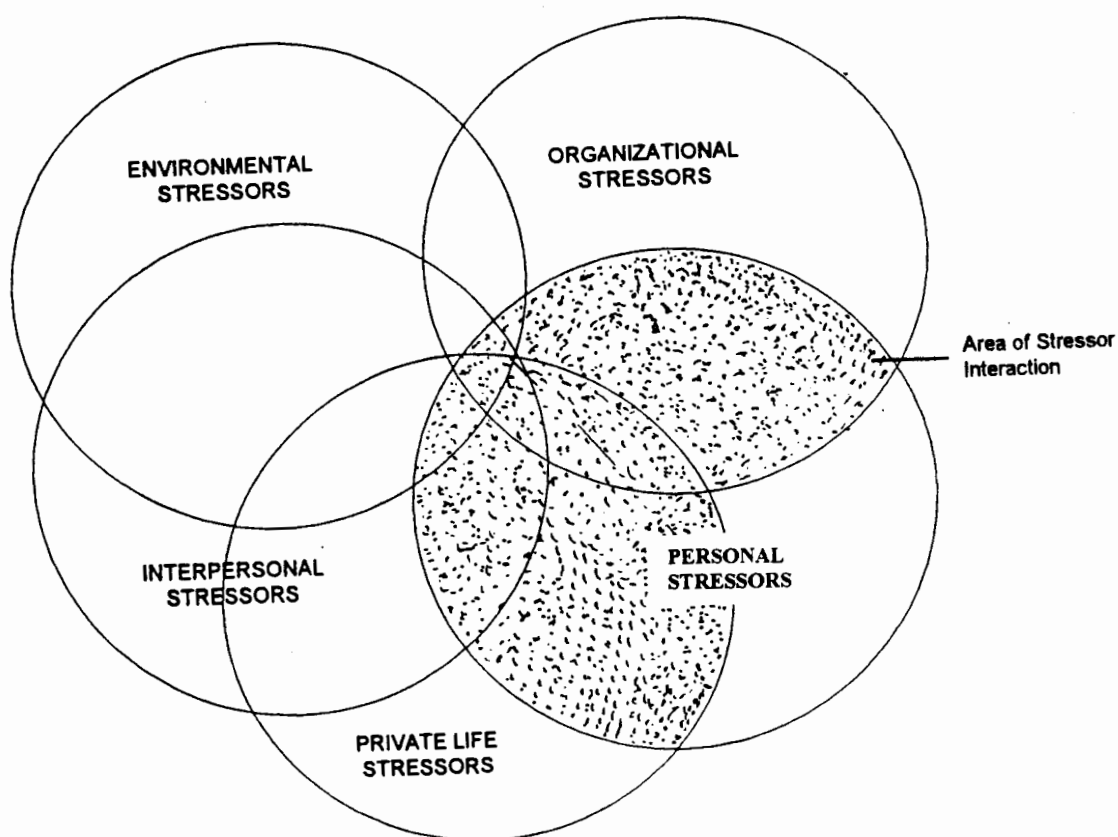 ENVIRONMENTAL
STRESSORS
ORGANIZATIONAL
STRESSORS
Area of Stressor
Interaction
INTERPERSONAL
STRESSORS
PERSONAL
STRESSORS
PRIVATE LIFE
STRESSORS